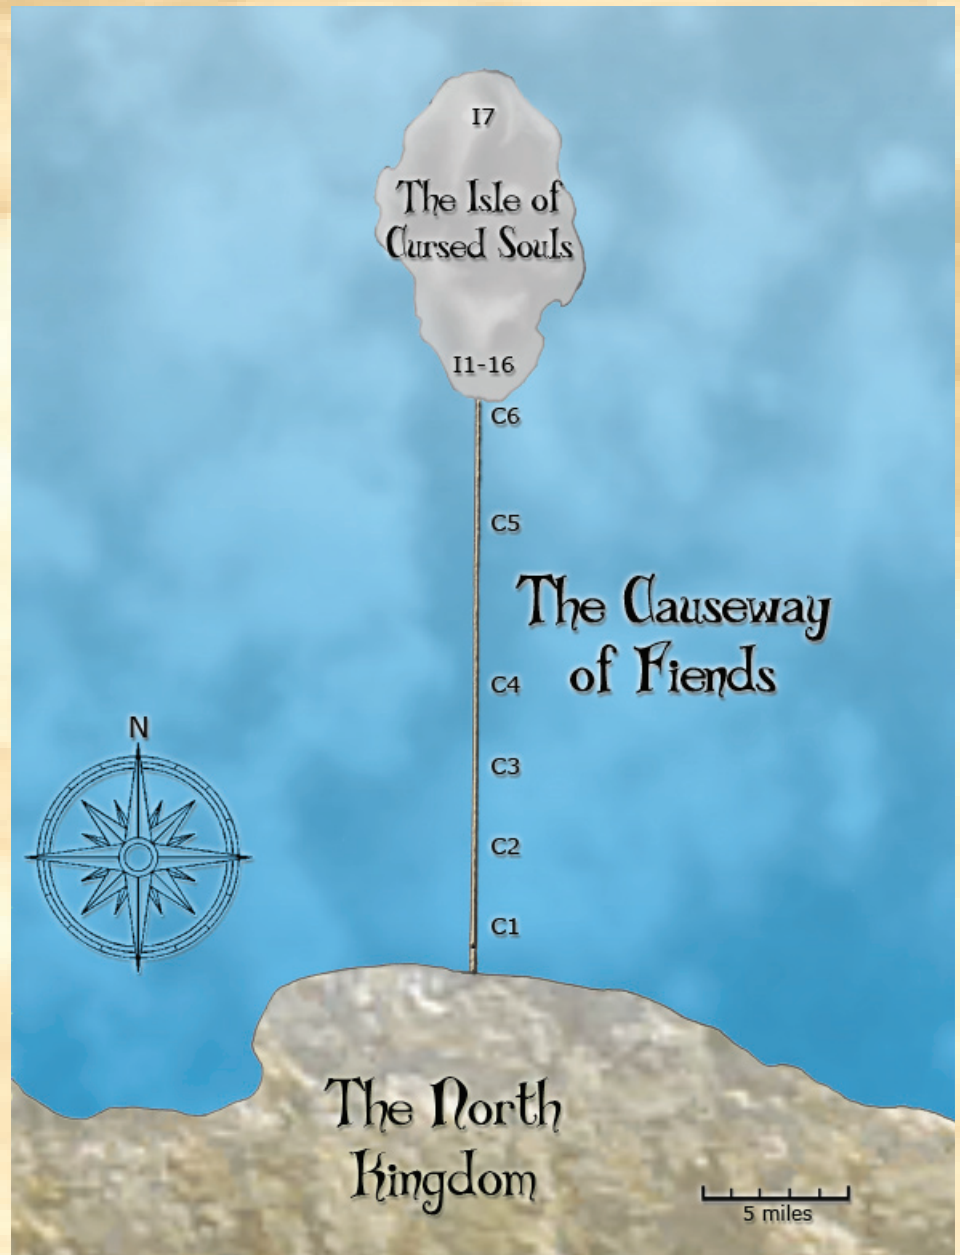 I7
The Isle of
Cursed Souls
I1-16
C6
C5
The Causeway
of Fiends
C4
C3
C2
C1
N
The North
Kingdom
5 miles